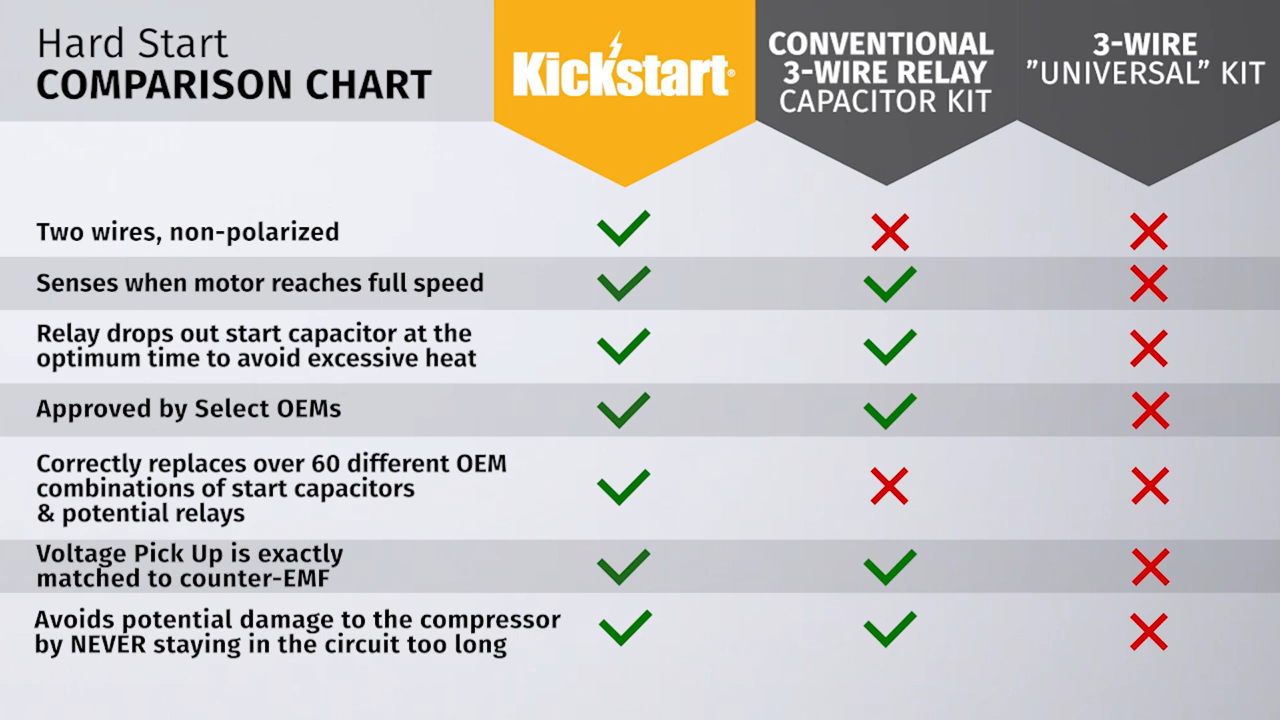 Hard Start
COMPARISON CHART
Kickstart®
CONVENTIONAL
3-WIRE RELAY
CAPACITOR KIT
3-WIRE
”UNIVERSAL” KIT
Two wires, non-polarized
Senses when motor reaches full speed
Relay drops out start capacitor at the
optimum time to avoid excessive heat
Approved by Select OEMs
Correctly replaces over 60 different OEM
combinations of start capacitors
& potential relays
Voltage Pick Up is exactly
matched to counter-EMF
Avoids potential damage to the compressor
by NEVER staying in the circuit too long